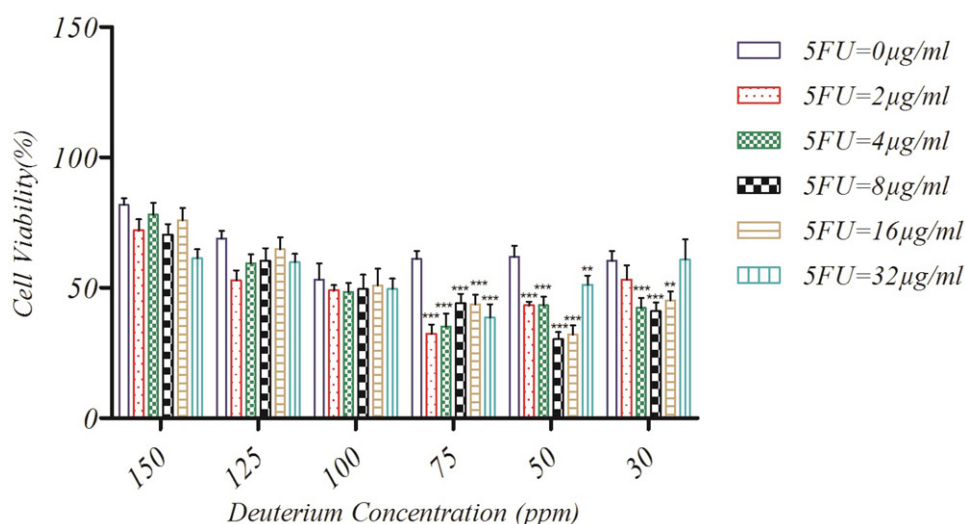 150
100
50
0
Cell Viability(%)
5FU=0µg/ml
5FU=2µg/ml
5FU=4µg/ml
5FU=8µg/ml
5FU=16µg/ml
5FU=32µg/ml
*** *** *** *** ***
*** *** *** *** **
*** *** **
150 125 100 75 50 30
Deuterium Concentration (ppm)